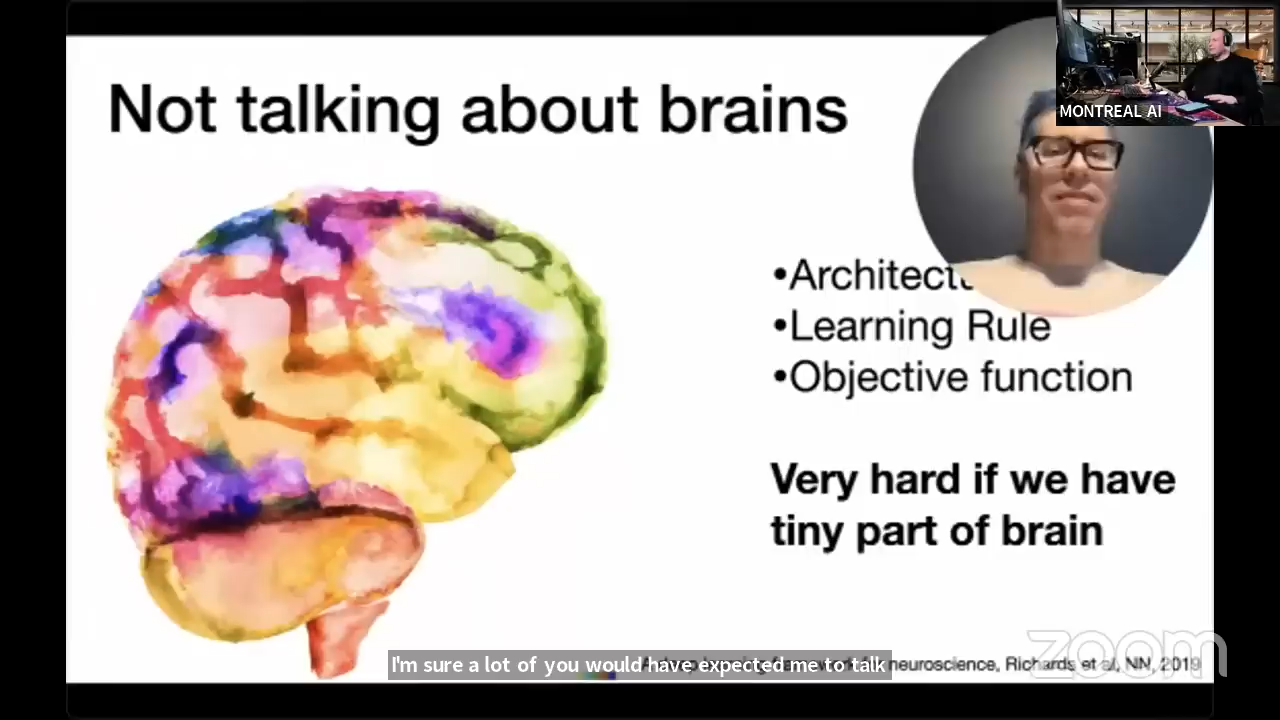 Not talking about brains
MONTREAL AI
•Architectu
•Learning Rule
•Objective function
Very hard if we have
tiny part of brain
I'm sure a lot of you would have expected me to talk
neuroscience, Richards et al, NN, 2019
zoom